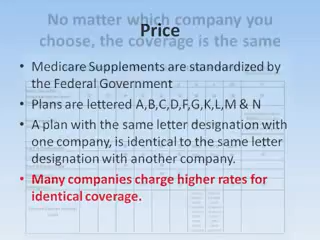 No matter which company you
choose, the coverage is the same
Price
• Medicare Supplements are standardized by
the Federal Government
• Plans are lettered A,B,C,D,F,G,K,L,M & N
• A plan with the same letter designation with
one company, is identical to the same letter
designation with another company.
• Many companies charge higher rates for
identical coverage.